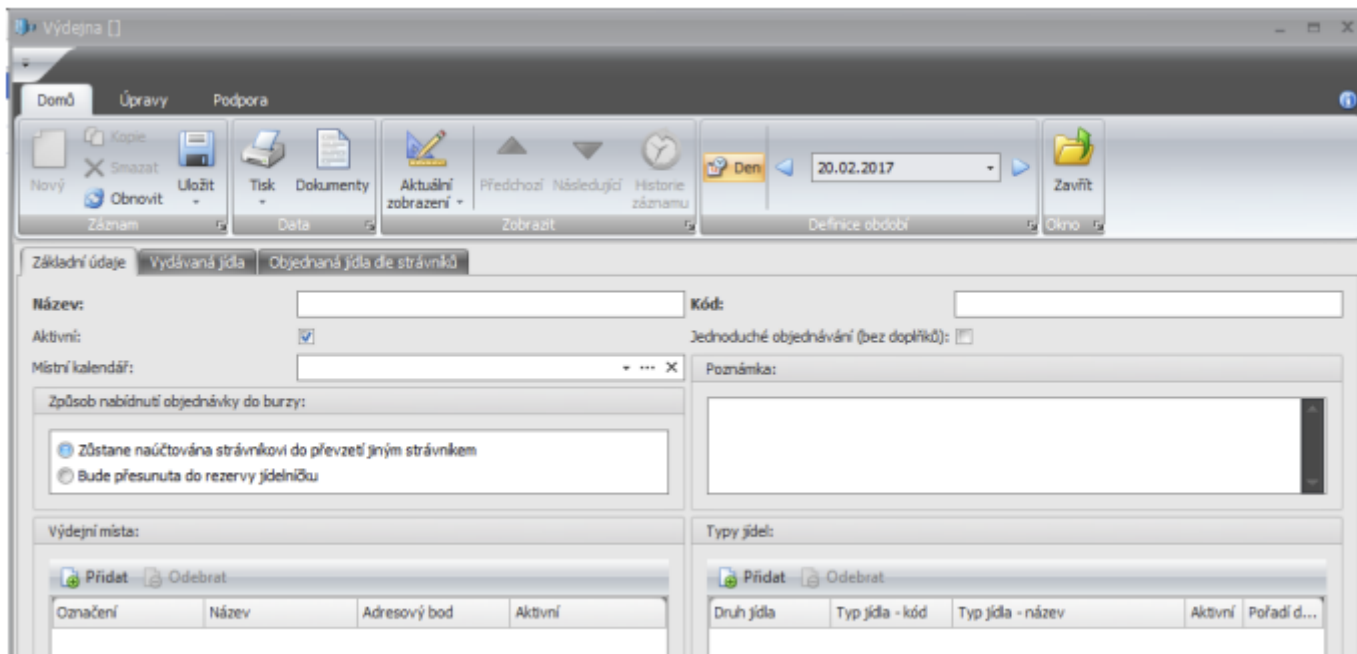 Výdejna []
Domů Úpravy Podpora
Nový Kopie Smazat Obnovit Uložit Tisk Dokumenty Aktuální zobrazení Předchozí Následující Historie záznamu Den 20.02.2017 Zavřít
Záznam Data Zobrazit Definice období Okno
Základní údaje Vydávaná jídla Objednaná jídla dle strávníků
Název: Kód:
Aktivní: Jednoduché objednávání (bez doplňků):
Místní kalendář: Poznámka:
Způsob nabídnutí objednávky do burzy:
Zůstane naúčtována strávníkovi do převzetí jiným strávníkem
Bude přesunuta do rezervy jídelníčku
Výdejní místa: Typy jídel:
Přidat Odebrat Přidat Odebrat
Označení Název Adresový bod Aktivní Druh jídla Typ jídla - kód Typ jídla - název Aktivní Pořadí d...